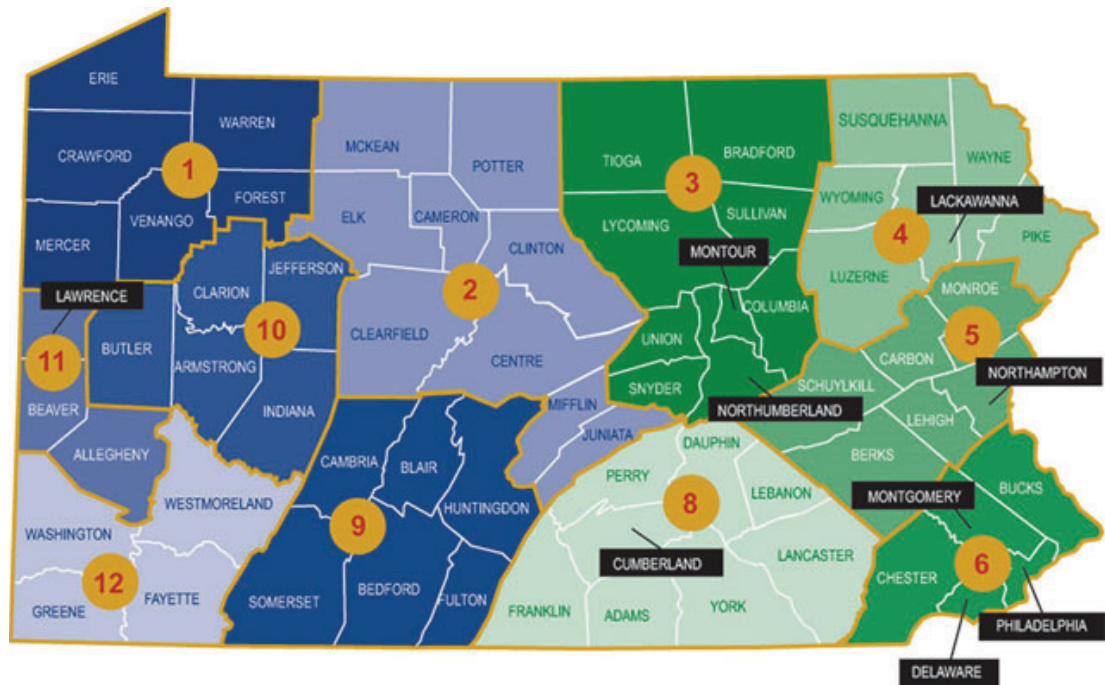 ERIE
WARREN
CRAWFORD
1
FOREST
VENANGO
MERCER
MCKEAN
POTTER
ELK
CAMERON
CLINTON
2
CLEARFIELD
CENTRE
MIFFLIN
JUNIATA
TIOGA
BRADFORD
3
LYCOMING
SULLIVAN
MONTOUR
COLUMBIA
UNION
SNYDER
NORTHUMBERLAND
SUSQUEHANNA
WAYNE
WYOMING
LACKAWANNA
4
PIKE
LUZERNE
MONROE
5
CARBON
NORTHAMPTON
SCHUYLKILL
LEHIGH
BERKS
MONTGOMERY
BUCKS
6
CHESTER
PHILADELPHIA
DELAWARE
DAUPHIN
PERRY
LEBANON
8
CUMBERLAND
LANCASTER
FRANKLIN
ADAMS
YORK
CAMBRIA
BLAIR
HUNTINGDON
9
SOMERSET
BEDFORD
FULTON
JEFFERSON
CLARION
10
BUTLER
ARMSTRONG
INDIANA
LAWRENCE
11
BEAVER
ALLEGHENY
WESTMORELAND
WASHINGTON
12
GREENE
FAYETTE